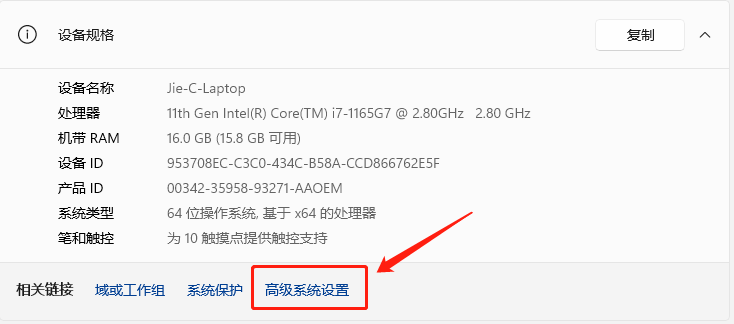 设备规格 复制
设备名称 Jie-C-Laptop
处理器 11th Gen Intel(R) Core(TM) i7-1165G7 @ 2.80GHz 2.80 GHz
机带 RAM 16.0 GB (15.8 GB 可用)
设备 ID 953708EC-C3C0-434C-B58A-CCD866762E5F
产品 ID 00342-35958-93271-AAOEM
系统类型 64 位操作系统, 基于 x64 的处理器
笔和触控 为 10 触摸点提供触控支持
相关链接 域或工作组 系统保护 高级系统设置